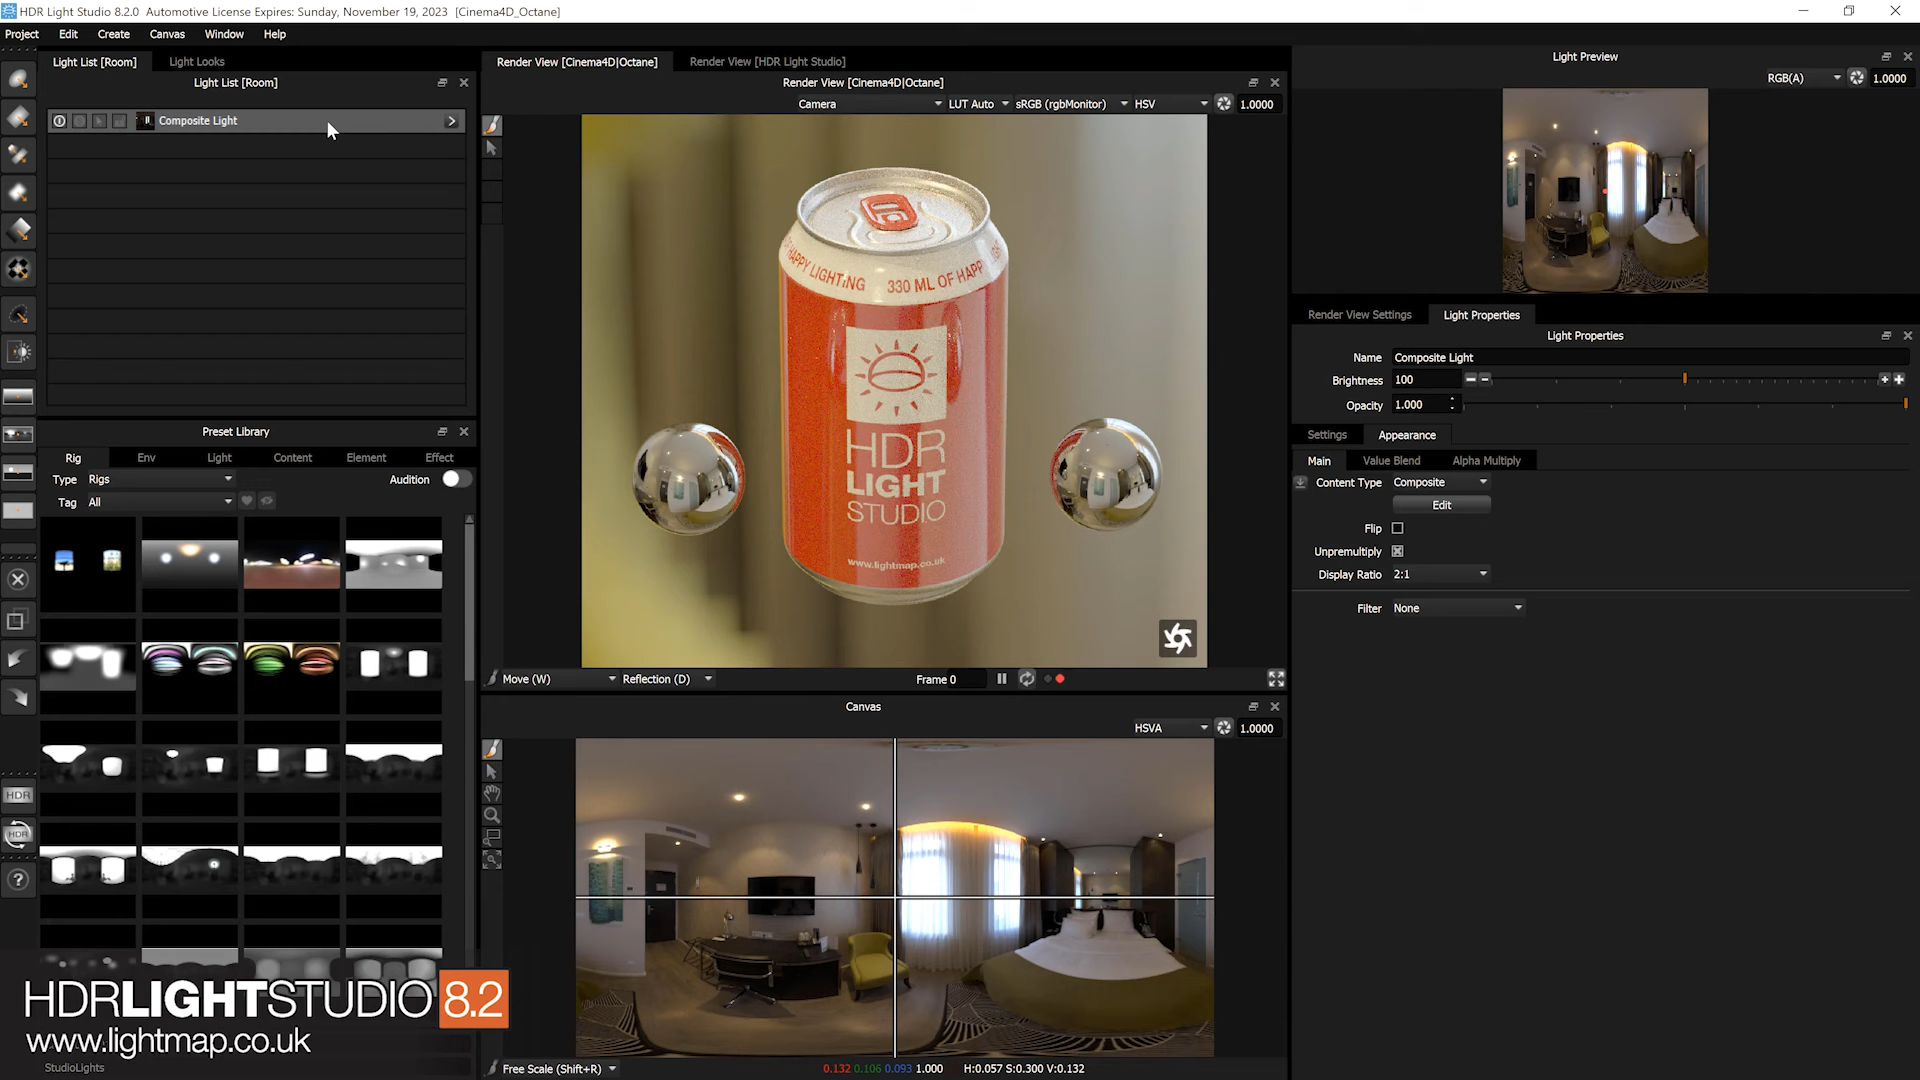 HDR Light Studio 8.2.0  Automotive License Expires: Sunday, November 19, 2023  [Cinema4D_Octane]
Project Edit Create Canvas Window Help
Light List [Room] Light Looks
Light List [Room]
Composite Light
Preset Library
Rig Env Light Content Element Effect
Type Rigs Audition
Tag All
StudioLights
HDRLIGHTSTUDIO 8.2
www.lightmap.co.uk
Render View [Cinema4D|Octane] Render View [HDR Light Studio]
Render View [Cinema4D|Octane]
Camera LUT Auto sRGB (rgbMonitor) HSV 1.0000
HAPPY LIGHTING 330 ML OF HAPP
HDR
LIGHT
STUDIO
www.lightmap.co.uk
Move (W) Reflection (D) Frame 0
Canvas
HSVA 1.0000
Free Scale (Shift+R) 0.132 0.106 0.093 1.000 H:0.057 S:0.300 V:0.132
Light Preview
RGB(A) 1.0000
Render View Settings Light Properties
Light Properties
Name Composite Light
Brightness 100
Opacity 1.000
Settings Appearance
Main Value Blend Alpha Multiply
Content Type Composite
Edit
Flip
Unpremultiply
Display Ratio 2:1
Filter None
HDR
HDR